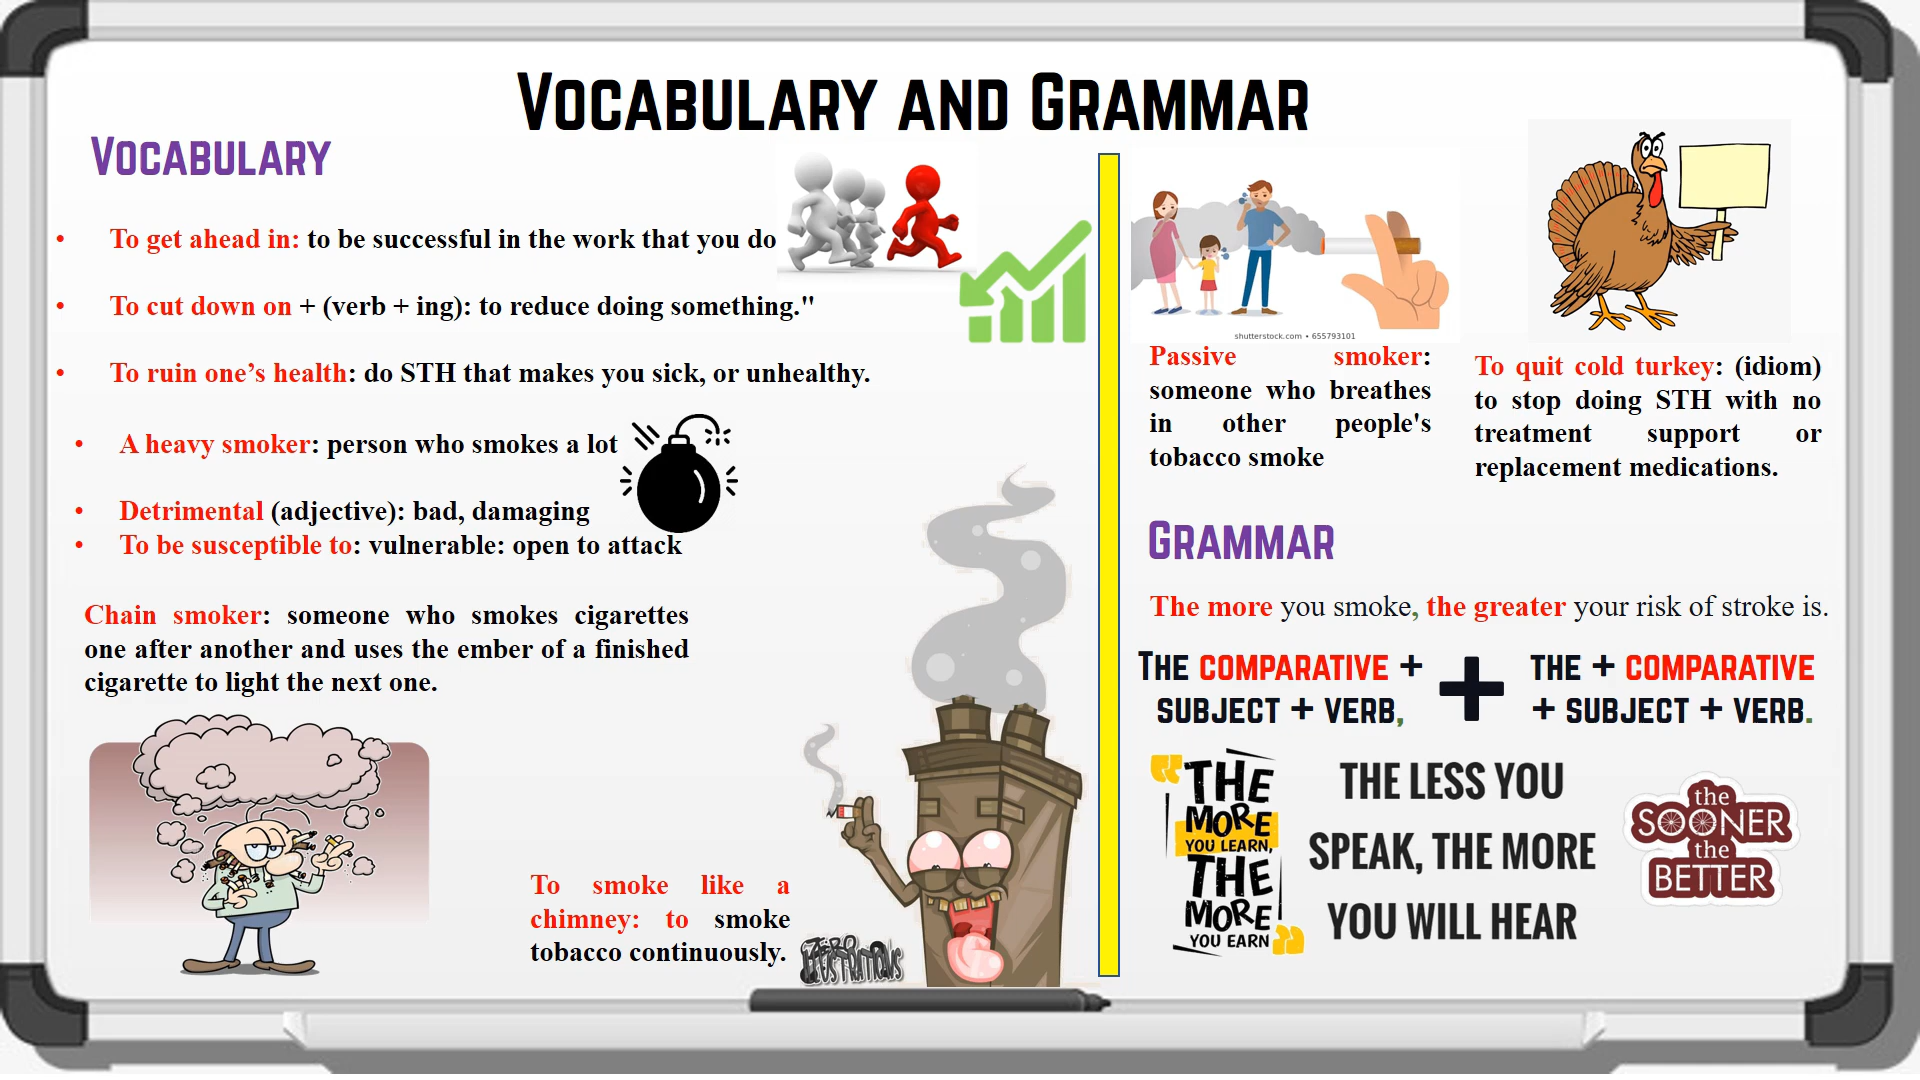 VOCABULARY AND GRAMMAR
VOCABULARY
• To get ahead in: to be successful in the work that you do
• To cut down on + (verb + ing): to reduce doing something."
• To ruin one’s health: do STH that makes you sick, or unhealthy.
• A heavy smoker: person who smokes a lot
• Detrimental (adjective): bad, damaging
• To be susceptible to: vulnerable: open to attack
Chain smoker: someone who smokes cigarettes
one after another and uses the ember of a finished
cigarette to light the next one.
To smoke like a
chimney: to smoke
tobacco continuously.
ZERO
ILLUSTRATIONS
shutterstock.com • 655793101
Passive smoker:
someone who breathes
in other people's
tobacco smoke
To quit cold turkey: (idiom)
to stop doing STH with no
treatment support or
replacement medications.
GRAMMAR
The more you smoke, the greater your risk of stroke is.
THE COMPARATIVE +
SUBJECT + VERB,
+
THE + COMPARATIVE
+ SUBJECT + VERB.
“THE
MORE
YOU LEARN,
THE
MORE
YOU EARN”
THE LESS YOU
SPEAK, THE MORE
YOU WILL HEAR
the
SOONER
the
BETTER